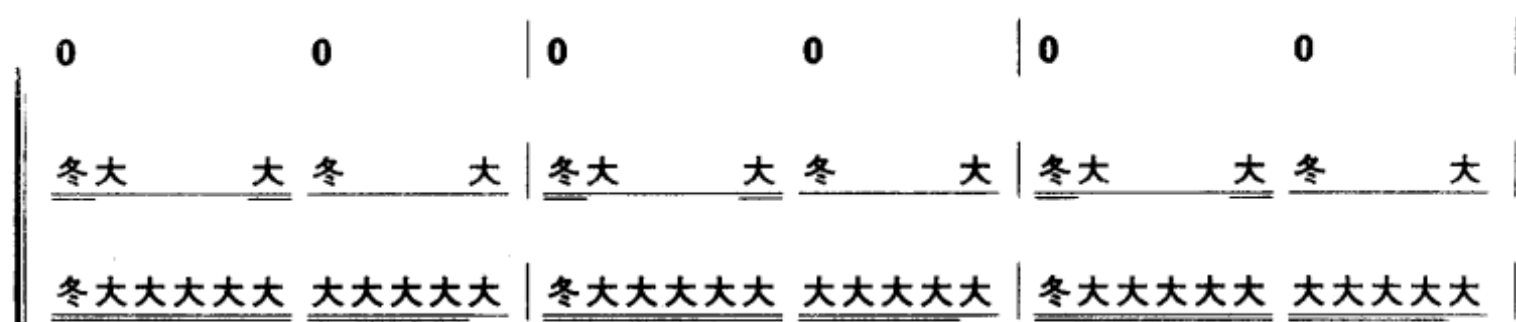 0 0 | 0 0 | 0 0 |
冬大 大 冬 大 | 冬大 大 冬 大 | 冬大 大 冬 大 |
冬大大大大大 大大大大大 | 冬大大大大大 大大大大大 | 冬大大大大大 大大大大大 |